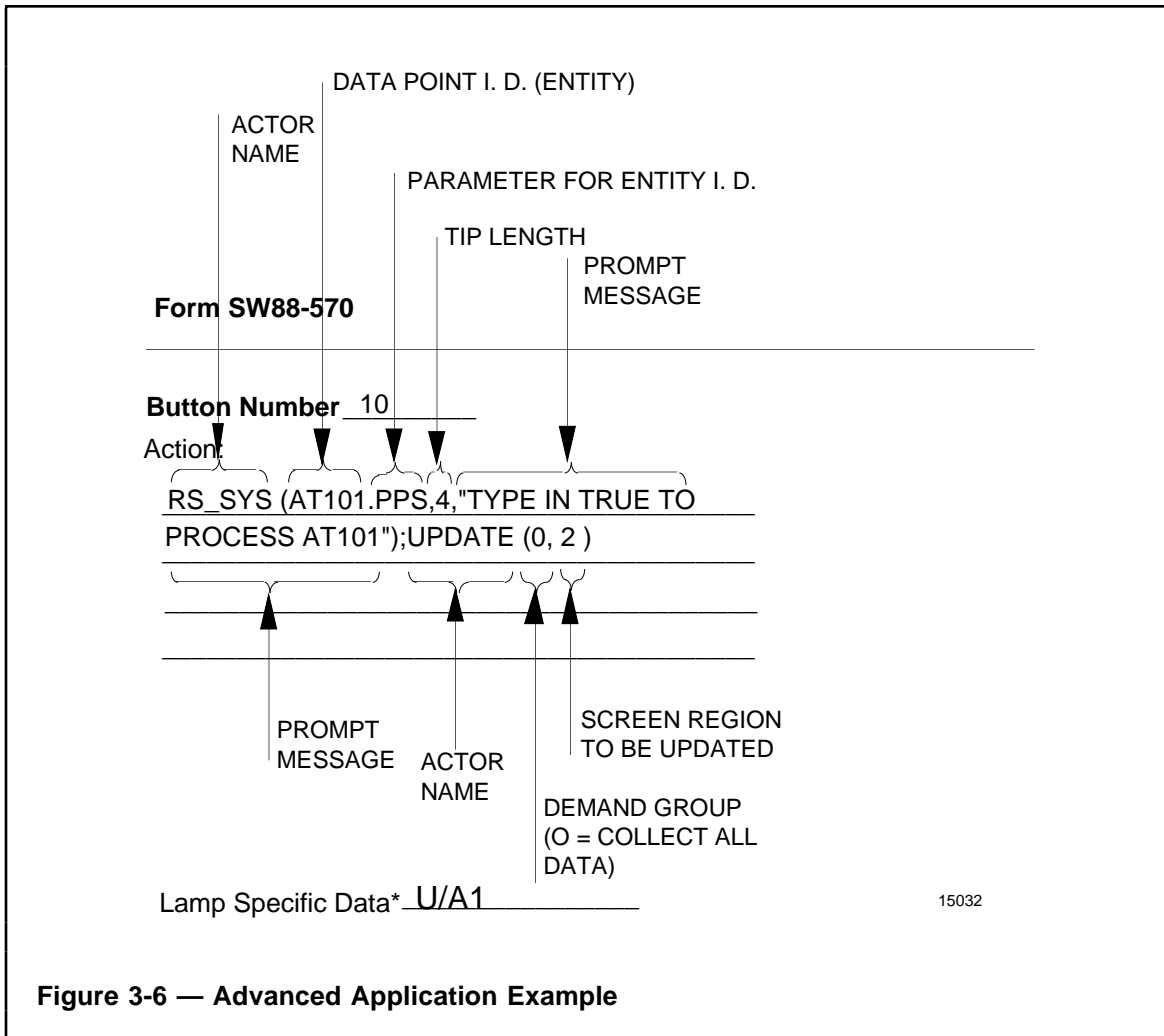 DATA POINT I. D. (ENTITY)
ACTOR
NAME
PARAMETER FOR ENTITY I. D.
TIP LENGTH
PROMPT
MESSAGE
Form SW88-570
Button Number 10
Action:
RS_SYS (AT101.PPS,4,"TYPE IN TRUE TO
PROCESS AT101");UPDATE (0, 2 )
PROMPT
MESSAGE
ACTOR
NAME
SCREEN REGION
TO BE UPDATED
DEMAND GROUP
(O = COLLECT ALL
DATA)
Lamp Specific Data* U/A1
15032
Figure 3-6 — Advanced Application Example